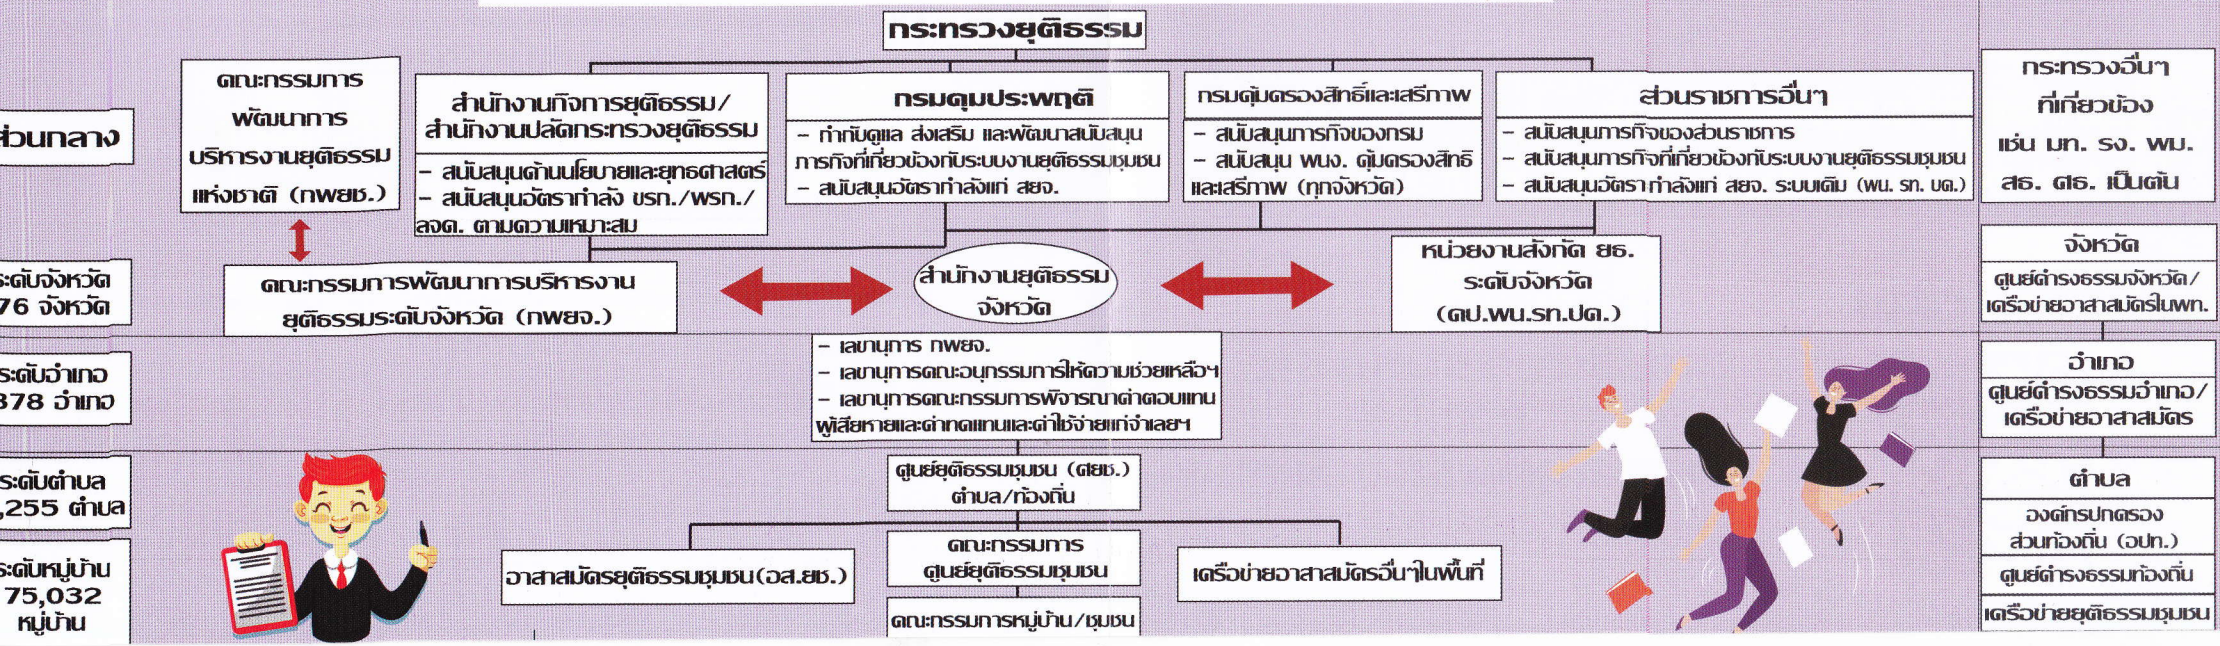 กระทรวงยุติธรรม
ส่วนกลาง
คณะกรรมการ
พัฒนาการ
บริหารงานยุติธรรม
แห่งชาติ (กพยช.)
สำนักงานกิจการยุติธรรม/
สำนักงานปลัดกระทรวงยุติธรรม
- สนับสนุนด้านนโยบายและยุทธศาสตร์
- สนับสนุนอัตรากำลัง ขรก./พรก./
ลจค. ตามความเหมาะสม
กรมคุมประพฤติ
- กำกับดูแล ส่งเสริม และพัฒนาสนับสนุน
ภารกิจที่เกี่ยวข้องกับระบบงานยุติธรรมชุมชน
- สนับสนุนอัตรากำลังแก่ สยจ.
กรมคุ้มครองสิทธิ์และเสรีภาพ
- สนับสนุนภารกิจของกรม
- สนับสนุน พนง. คุ้มครองสิทธิ
และเสรีภาพ (ทุกจังหวัด)
ส่วนราชการอื่นๆ
- สนับสนุนภารกิจของส่วนราชการ
- สนับสนุนภารกิจที่เกี่ยวข้องกับระบบงานยุติธรรมชุมชน
- สนับสนุนอัตรากำลังแก่ สยจ. ระบบเดิม (พน. รท. บค.)
กระทรวงอื่นๆ
ที่เกี่ยวข้อง
เช่น มท. รง. พม.
สธ. ศธ. เป็นต้น
ระดับจังหวัด
76 จังหวัด
คณะกรรมการพัฒนาการบริหารงาน
ยุติธรรมระดับจังหวัด (กพยจ.)
สำนักงานยุติธรรม
จังหวัด
หน่วยงานสังกัด ยธ.
ระดับจังหวัด
(คป.พน.รท.ปค.)
จังหวัด
ศูนย์ดำรงธรรมจังหวัด/
เครือข่ายอาสาสมัครในพท.
ระดับอำเภอ
878 อำเภอ
- เลขานุการ กพยจ.
- เลขานุการคณะอนุกรรมการให้ความช่วยเหลือฯ
- เลขานุการคณะกรรมการพิจารณาค่าตอบแทน
ผู้เสียหายและค่าทดแทนและค่าใช้จ่ายแก่จำเลยฯ
อำเภอ
ศูนย์ดำรงธรรมอำเภอ/
เครือข่ายอาสาสมัคร
ระดับตำบล
,255 ตำบล
ศูนย์ยุติธรรมชุมชน (ศยช.)
ตำบล/ท้องถิ่น
ตำบล
องค์กรปกครอง
ส่วนท้องถิ่น (อปท.)
ศูนย์ดำรงธรรมท้องถิ่น
เครือข่ายยุติธรรมชุมชน
ระดับหมู่บ้าน
75,032
หมู่บ้าน
อาสาสมัครยุติธรรมชุมชน(อส.ยช.)
คณะกรรมการ
ศูนย์ยุติธรรมชุมชน
เครือข่ายอาสาสมัครอื่นๆในพื้นที่
คณะกรรมการหมู่บ้าน/ชุมชน